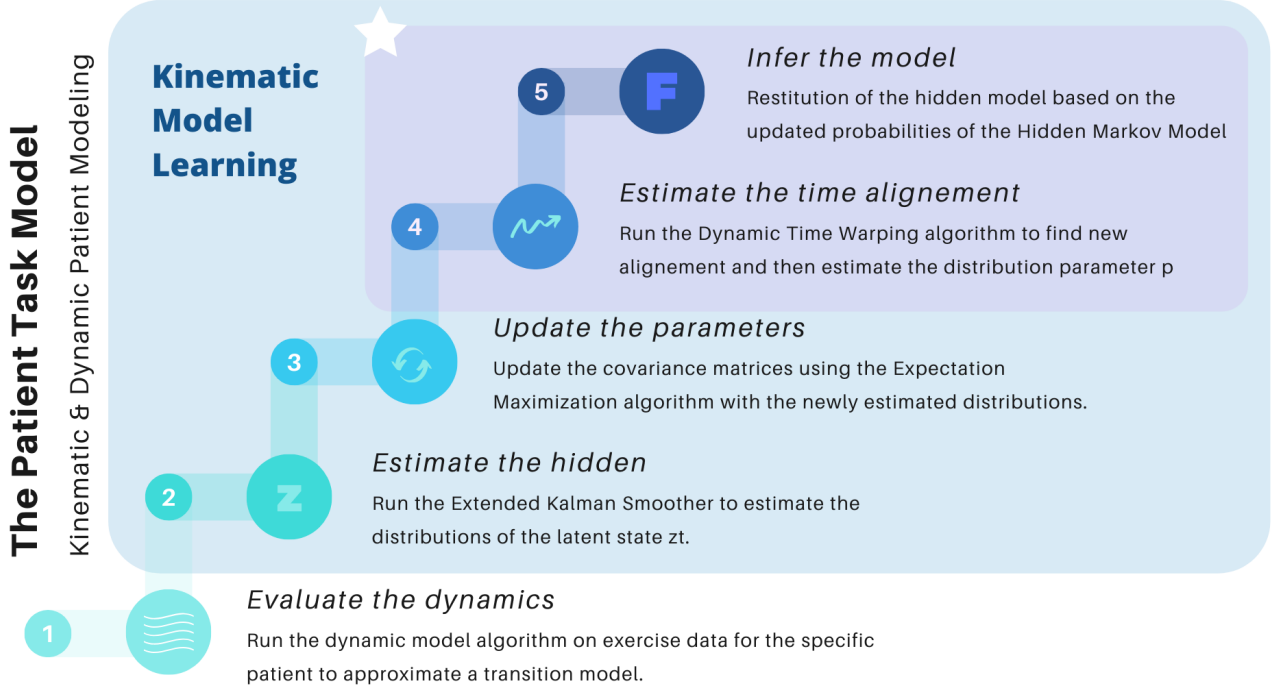 The Patient Task Model
Kinematic & Dynamic Patient Modeling
Kinematic
Model
Learning
5
F
Infer the model
Restitution of the hidden model based on the
updated probabilities of the Hidden Markov Model
4
Estimate the time alignement
Run the Dynamic Time Warping algorithm to find new
alignement and then estimate the distribution parameter p
3
Update the parameters
Update the covariance matrices using the Expectation
Maximization algorithm with the newly estimated distributions.
2
z
Estimate the hidden
Run the Extended Kalman Smoother to estimate the
distributions of the latent state zt.
1
Evaluate the dynamics
Run the dynamic model algorithm on exercise data for the specific
patient to approximate a transition model.